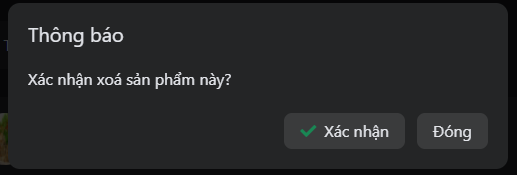 Thông báo
Xác nhận xoá sản phẩm này?
Xác nhận
Đóng